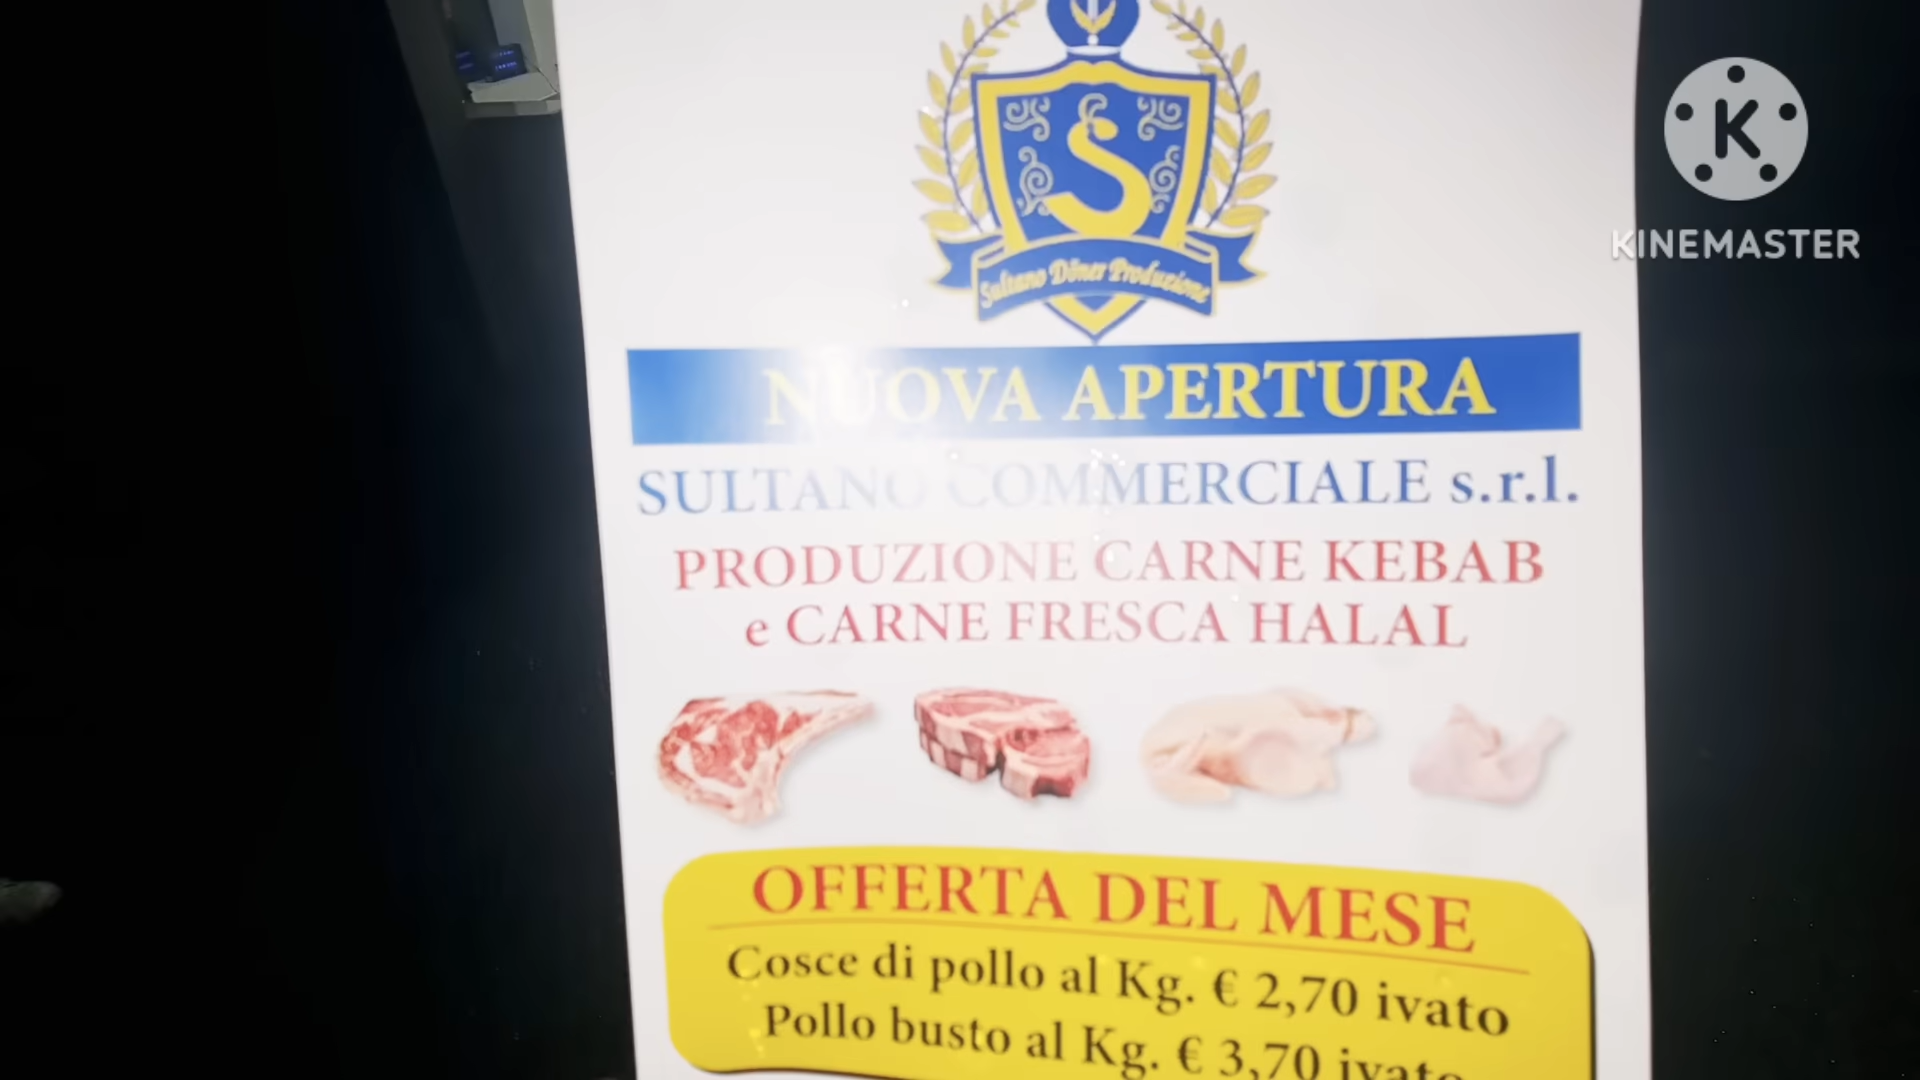 S
Sultano Döner Produzione
NUOVA APERTURA
SULTANO COMMERCIALE s.r.l.
PRODUZIONE CARNE KEBAB
e CARNE FRESCA HALAL
OFFERTA DEL MESE
Cosce di pollo al Kg. € 2,70 ivato
Pollo busto al Kg. € 3,70 ivato
K
KINEMASTER